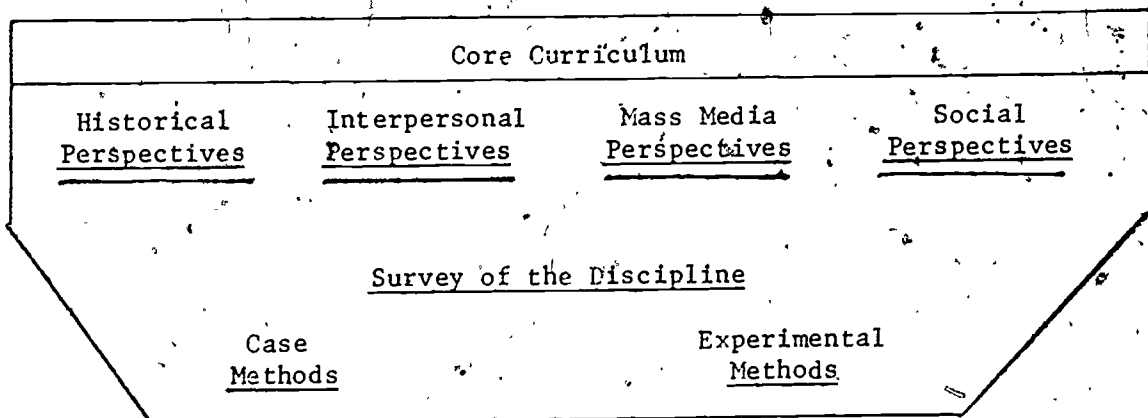 Core Curriculum
Historical Perspectives
Interpersonal Perspectives
Mass Media Perspectives
Social Perspectives
Survey of the Discipline
Case Methods
Experimental Methods